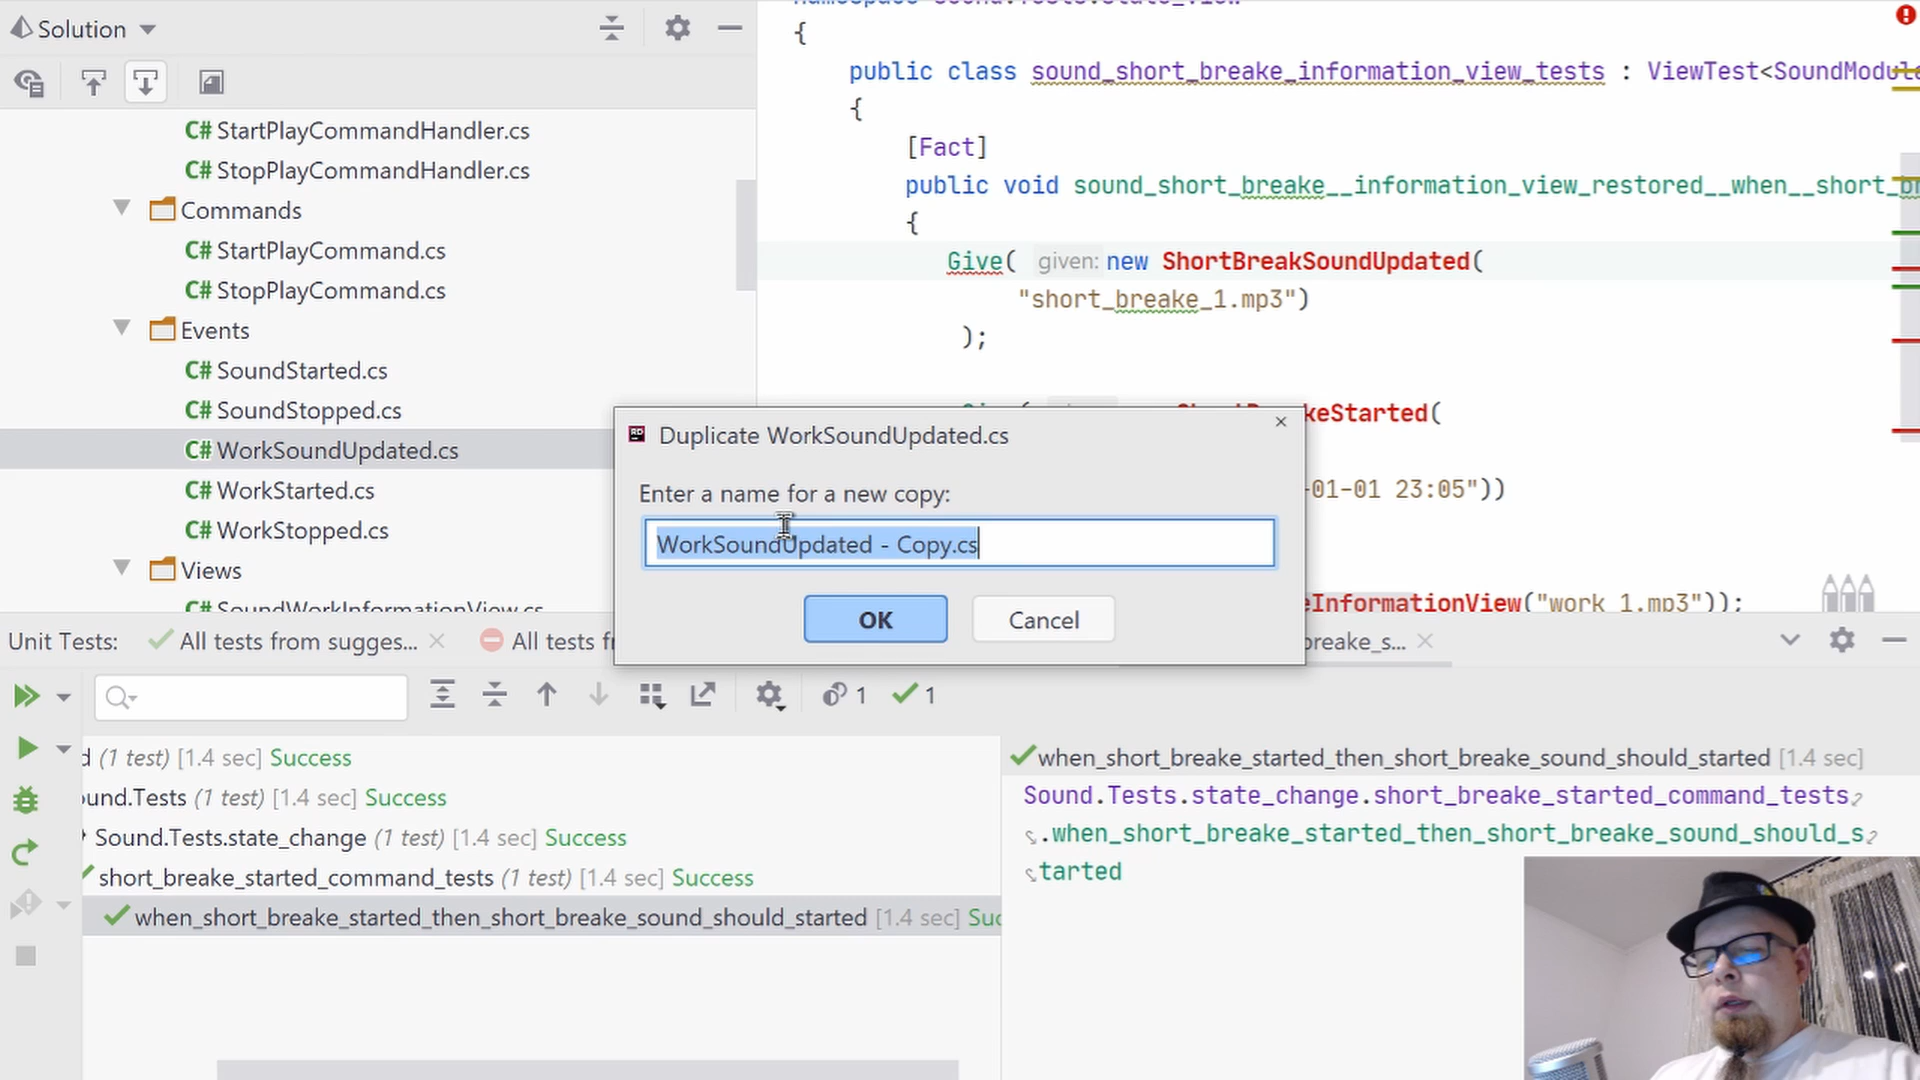 Solution
StartPlayCommandHandler.cs
StopPlayCommandHandler.cs
Commands
StartPlayCommand.cs
StopPlayCommand.cs
Events
SoundStarted.cs
SoundStopped.cs
WorkSoundUpdated.cs
WorkStarted.cs
WorkStopped.cs
Views
SoundWorkInformationView.cs
{
public class sound_short_breake_information_view_tests : ViewTest<SoundModule
{
[Fact]
public void sound_short_breake__information_view_restored__when__short_br
{
Give( given: new ShortBreakSoundUpdated(
"short_breake_1.mp3")
);
keStarted(
-01-01 23:05"))
eInformationView("work_1.mp3"));
Duplicate WorkSoundUpdated.cs
Enter a name for a new copy:
WorkSoundUpdated - Copy.cs
OK
Cancel
Unit Tests:
All tests from sugges...
All tests fr
breake_s...
1
1
d (1 test) [1.4 sec] Success
ound.Tests (1 test) [1.4 sec] Success
Sound.Tests.state_change (1 test) [1.4 sec] Success
short_breake_started_command_tests (1 test) [1.4 sec] Success
when_short_breake_started_then_short_breake_sound_should_started [1.4 sec] Suc
when_short_breake_started_then_short_breake_sound_should_started [1.4 sec]
Sound.Tests.state_change.short_breake_started_command_tests
.when_short_breake_started_then_short_breake_sound_should_s
tarted